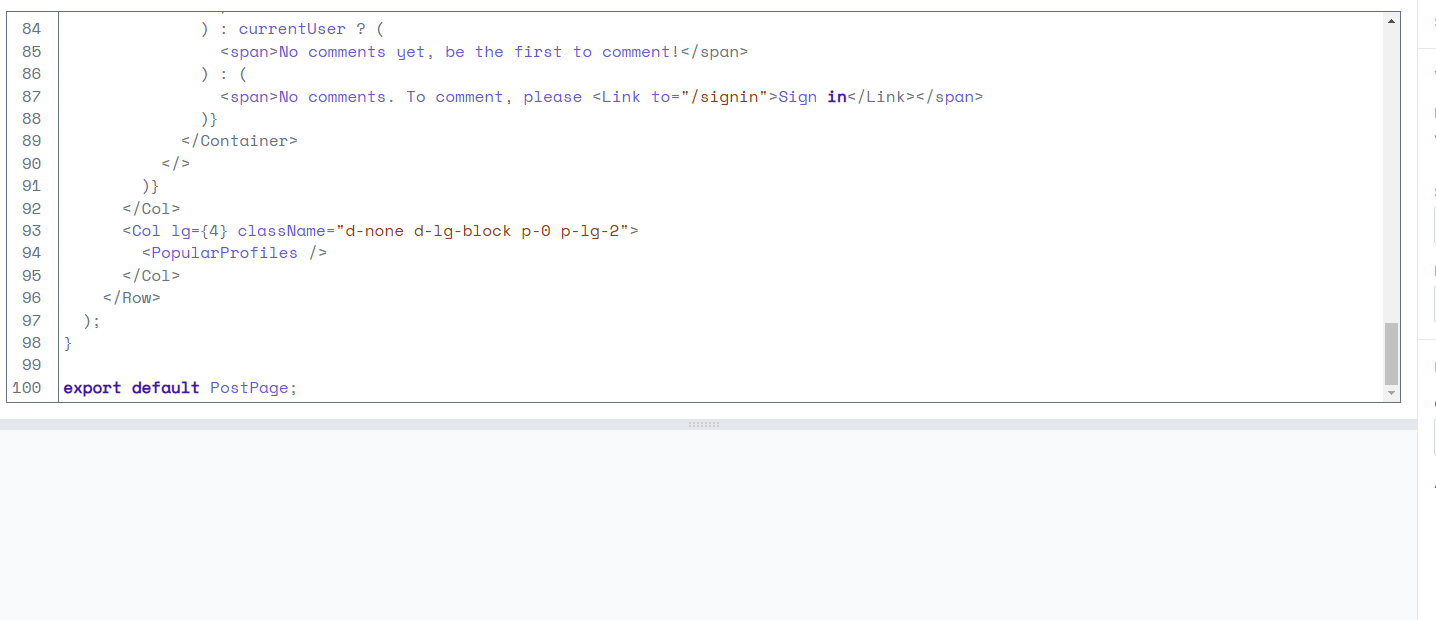 84 ) : currentUser ? (
85 <span>No comments yet, be the first to comment!</span>
86 ) : (
87 <span>No comments. To comment, please <Link to="/signin">Sign in</Link></span>
88 )}
89 </Container>
90 </>
91 )}
92 </Col>
93 <Col lg={4} className="d-none d-lg-block p-0 p-lg-2">
94 <PopularProfiles />
95 </Col>
96 </Row>
97 );
98 }
99
100 export default PostPage;